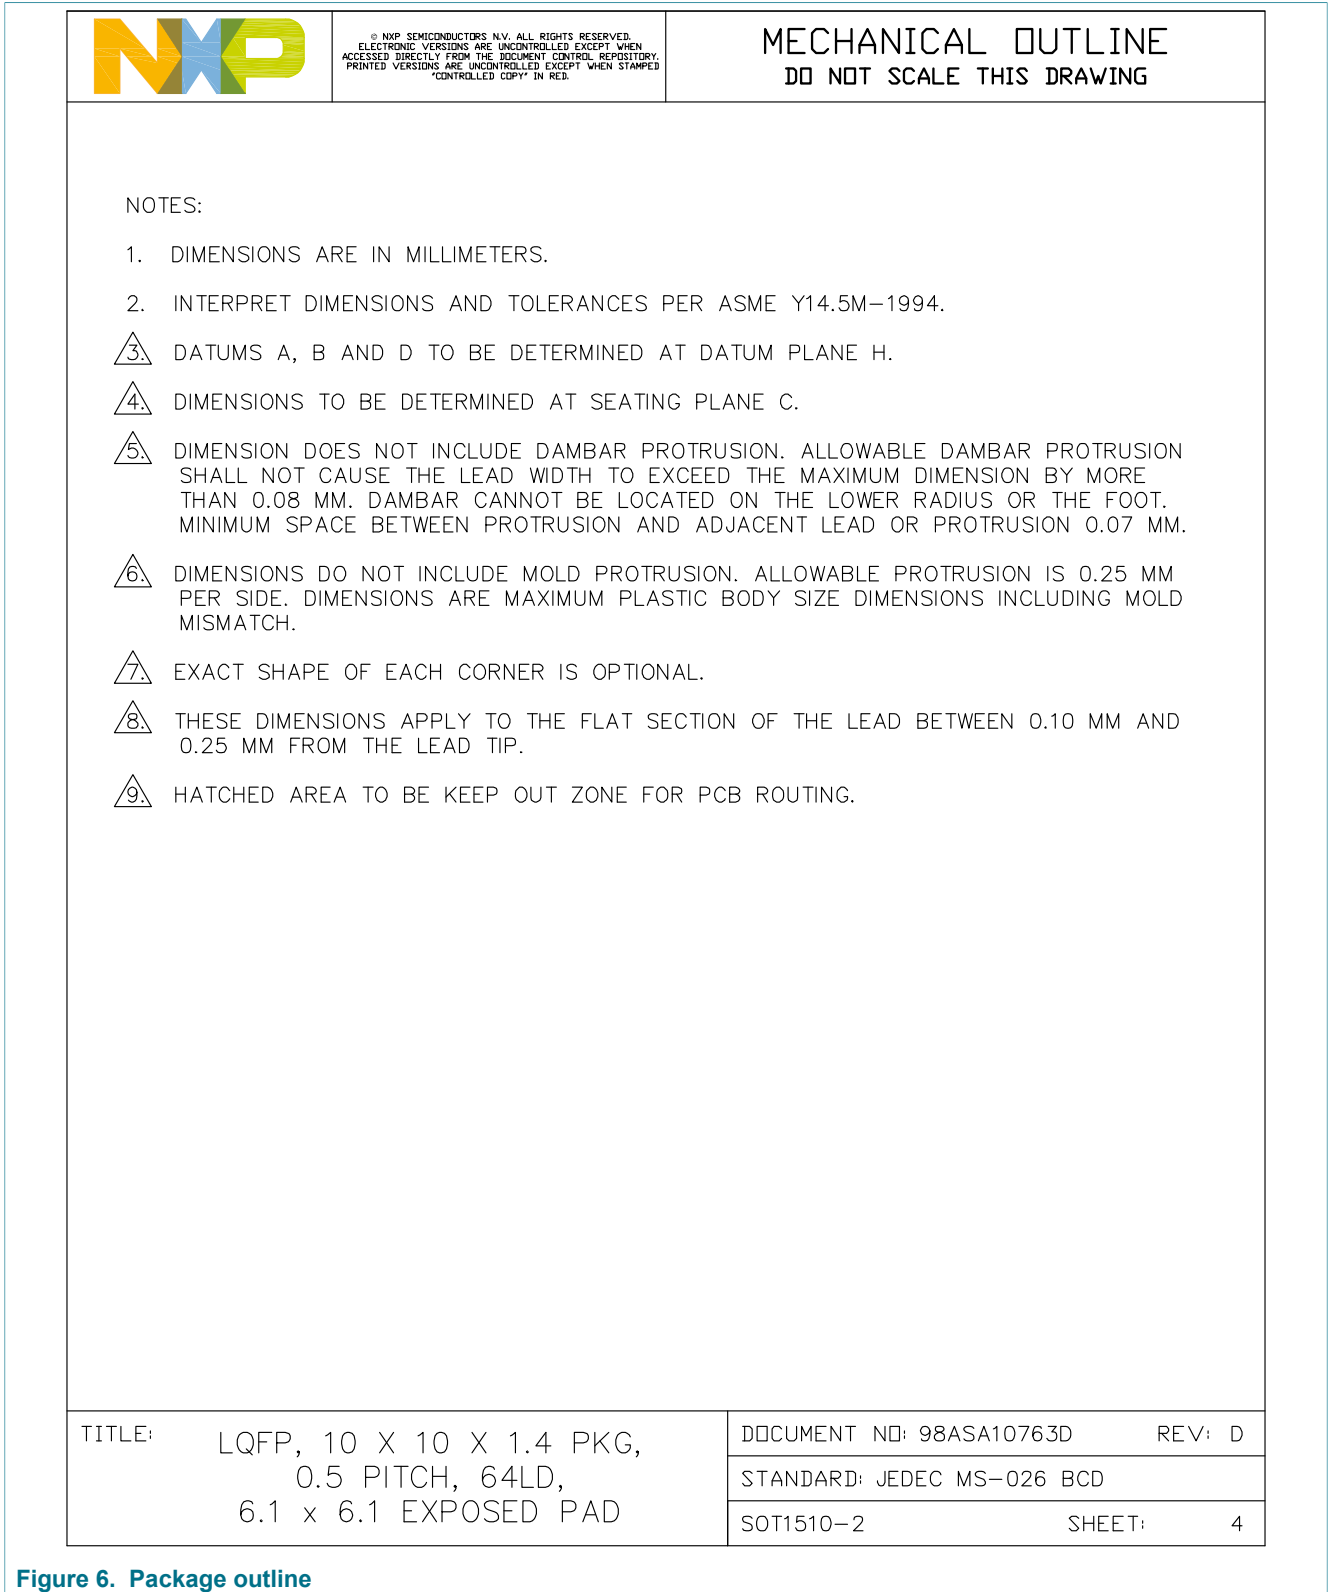 NXP
© NXP SEMICONDUCTORS N.V. ALL RIGHTS RESERVED.
ELECTRONIC VERSIONS ARE UNCONTROLLED EXCEPT WHEN
ACCESSED DIRECTLY FROM THE DOCUMENT CONTROL REPOSITORY.
PRINTED VERSIONS ARE UNCONTROLLED EXCEPT WHEN STAMPED
"CONTROLLED COPY" IN RED.
MECHANICAL OUTLINE
DO NOT SCALE THIS DRAWING
NOTES:
1. DIMENSIONS ARE IN MILLIMETERS.
2. INTERPRET DIMENSIONS AND TOLERANCES PER ASME Y14.5M-1994.
3. DATUMS A, B AND D TO BE DETERMINED AT DATUM PLANE H.
4. DIMENSIONS TO BE DETERMINED AT SEATING PLANE C.
5. DIMENSION DOES NOT INCLUDE DAMBAR PROTRUSION. ALLOWABLE DAMBAR PROTRUSION
SHALL NOT CAUSE THE LEAD WIDTH TO EXCEED THE MAXIMUM DIMENSION BY MORE
THAN 0.08 MM. DAMBAR CANNOT BE LOCATED ON THE LOWER RADIUS OR THE FOOT.
MINIMUM SPACE BETWEEN PROTRUSION AND ADJACENT LEAD OR PROTRUSION 0.07 MM.
6. DIMENSIONS DO NOT INCLUDE MOLD PROTRUSION. ALLOWABLE PROTRUSION IS 0.25 MM
PER SIDE. DIMENSIONS ARE MAXIMUM PLASTIC BODY SIZE DIMENSIONS INCLUDING MOLD
MISMATCH.
7. EXACT SHAPE OF EACH CORNER IS OPTIONAL.
8. THESE DIMENSIONS APPLY TO THE FLAT SECTION OF THE LEAD BETWEEN 0.10 MM AND
0.25 MM FROM THE LEAD TIP.
9. HATCHED AREA TO BE KEEP OUT ZONE FOR PCB ROUTING.
TITLE:
LQFP, 10 X 10 X 1.4 PKG,
0.5 PITCH, 64LD,
6.1 x 6.1 EXPOSED PAD
DOCUMENT NO: 98ASA10763D REV: D
STANDARD: JEDEC MS-026 BCD
SOT1510-2 SHEET: 4
Figure 6. Package outline